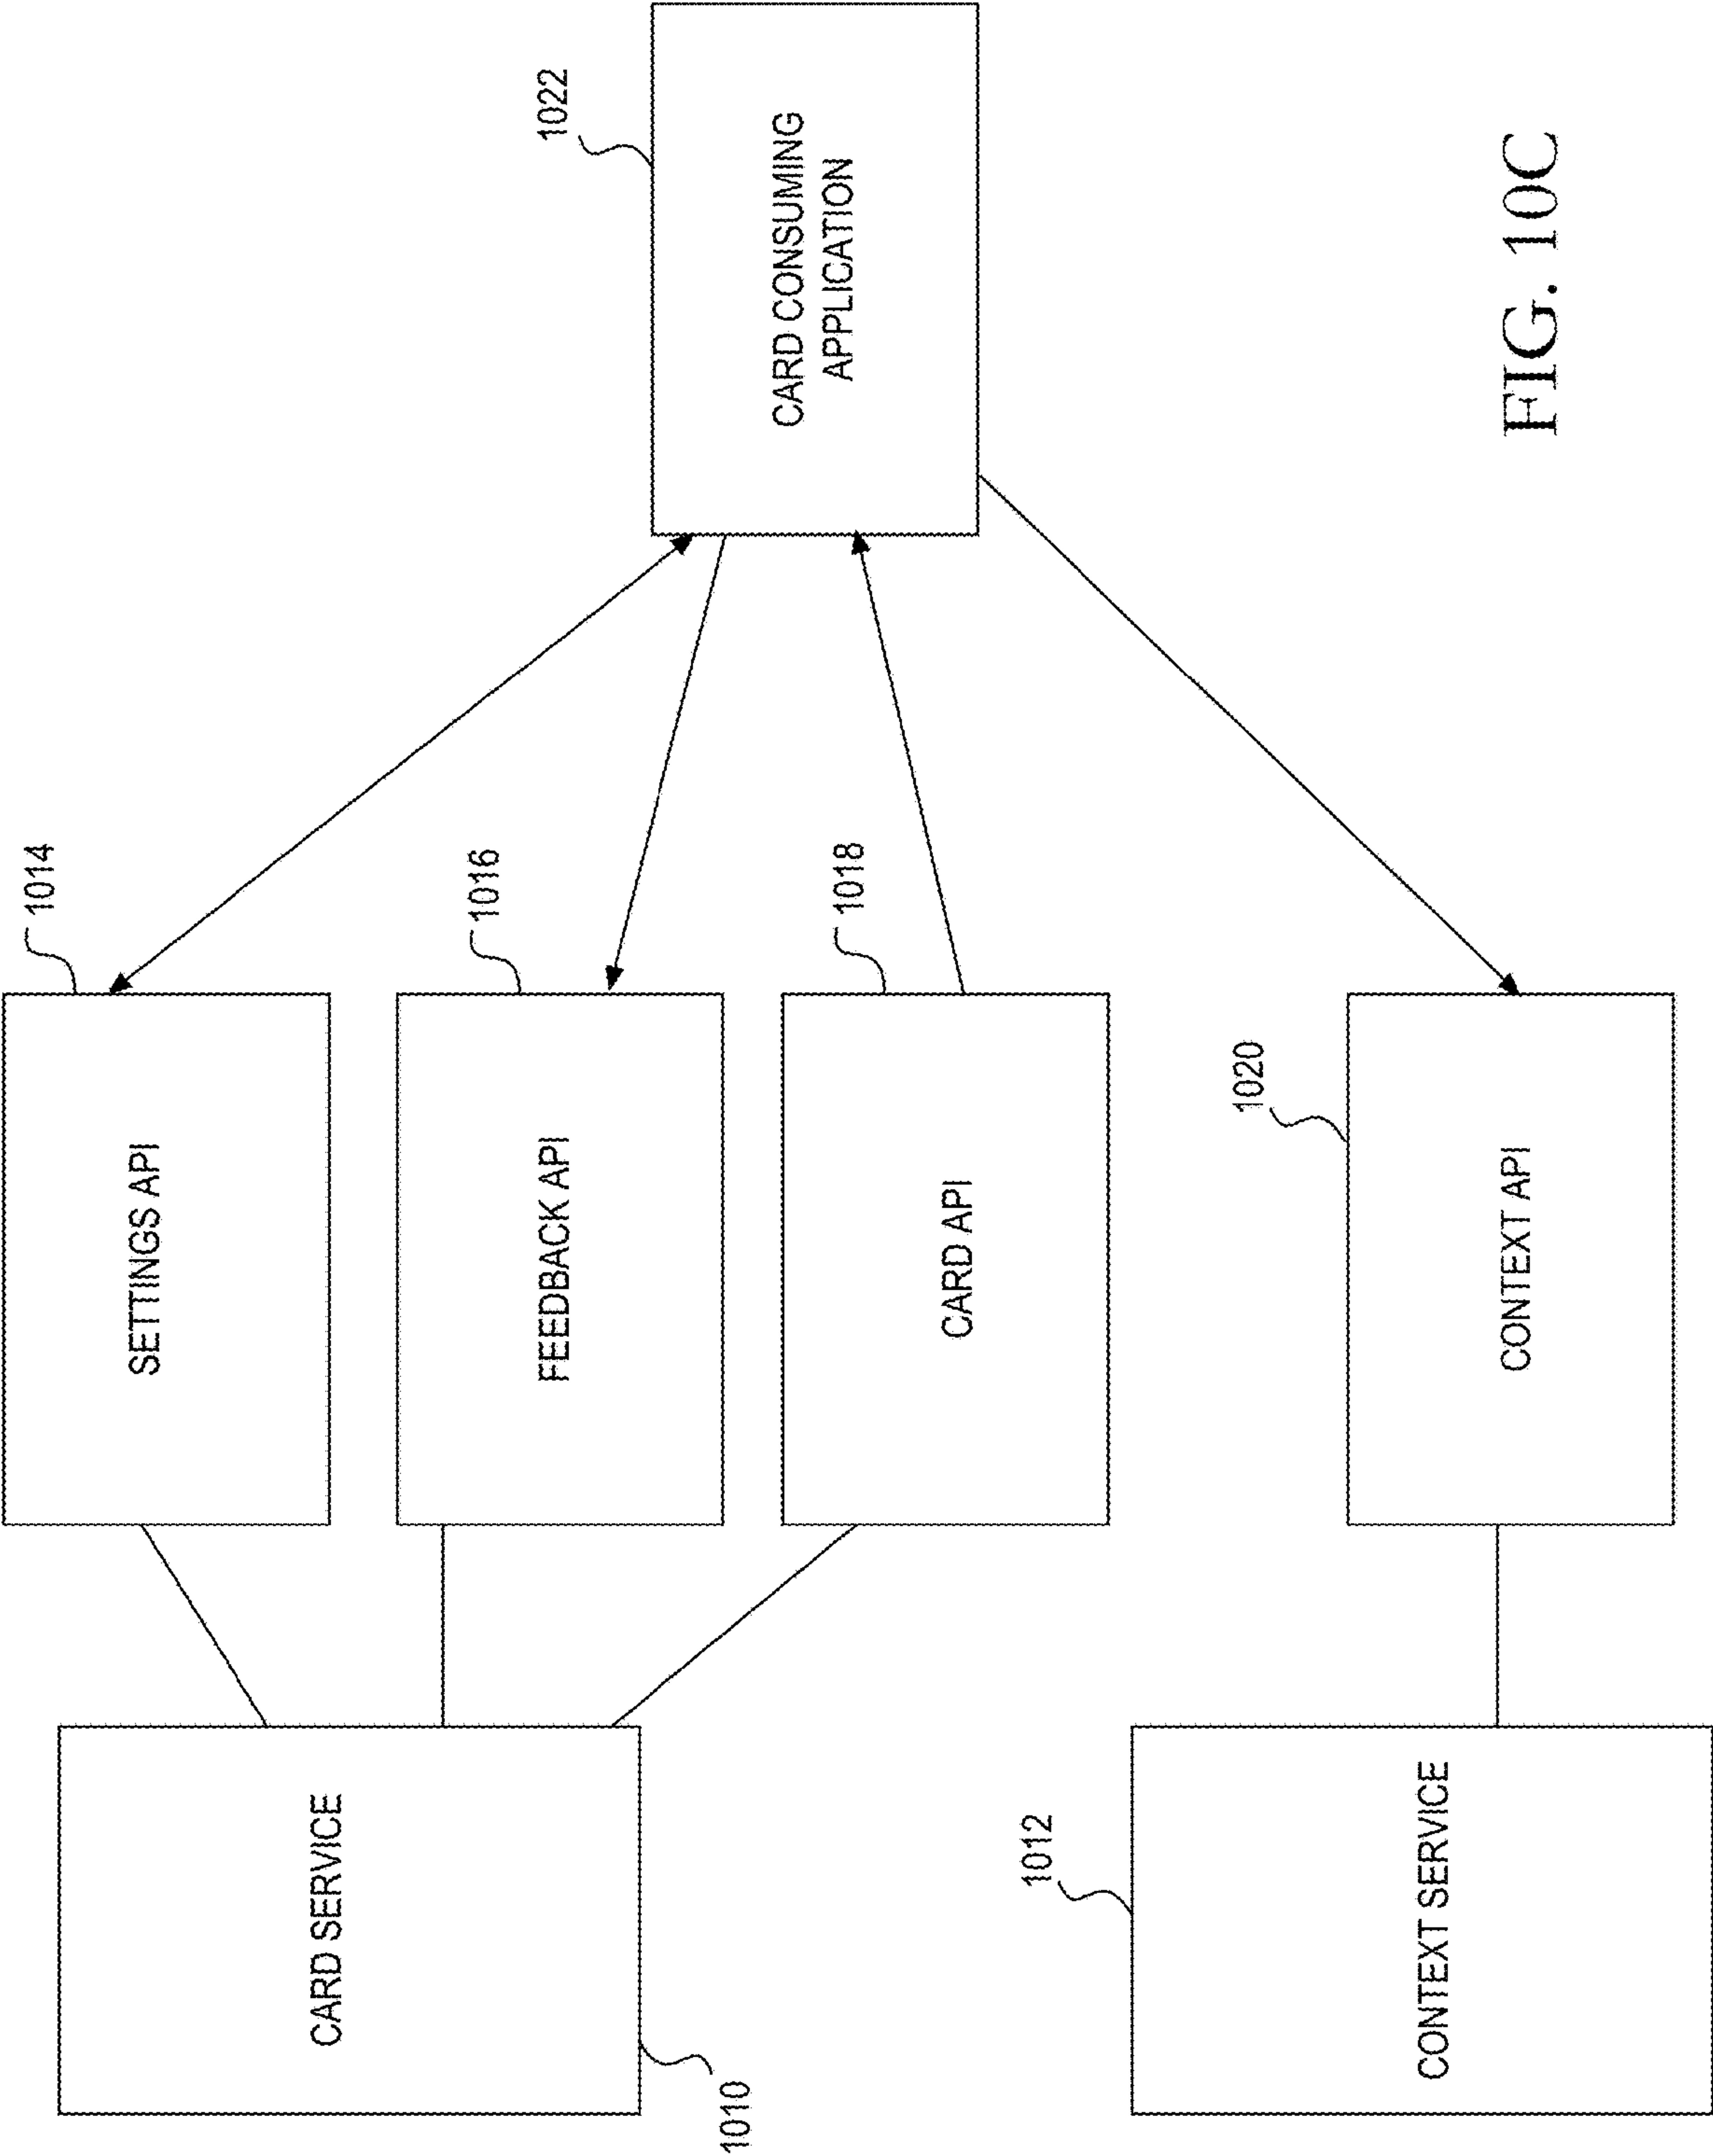 CARD SERVICE
1010
CONTEXT SERVICE
1012
SETTINGS API
1014
FEEDBACK API
1016
CARD API
1018
CONTEXT API
1020
CARD CONSUMING
APPLICATION
1022
FIG. 10C